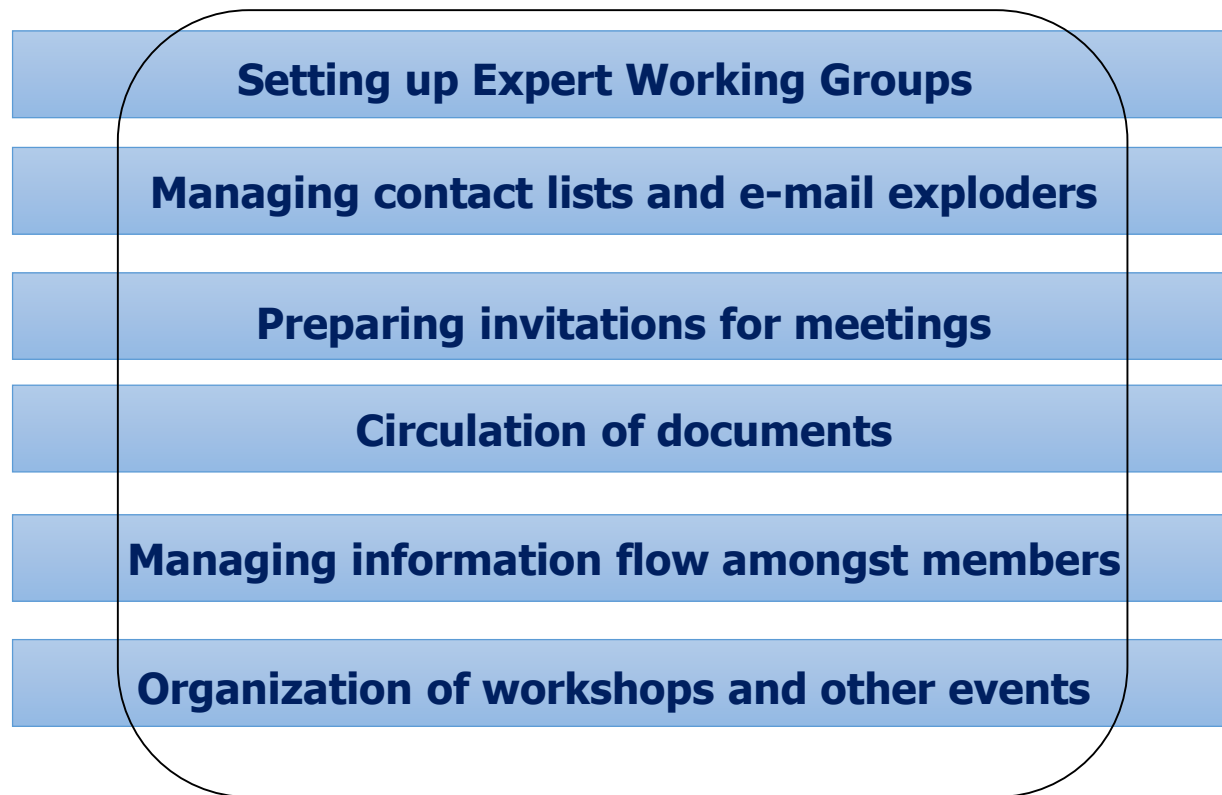 Setting up Expert Working Groups
Managing contact lists and e-mail exploders
Preparing invitations for meetings
Circulation of documents
Managing information flow amongst members
Organization of workshops and other events